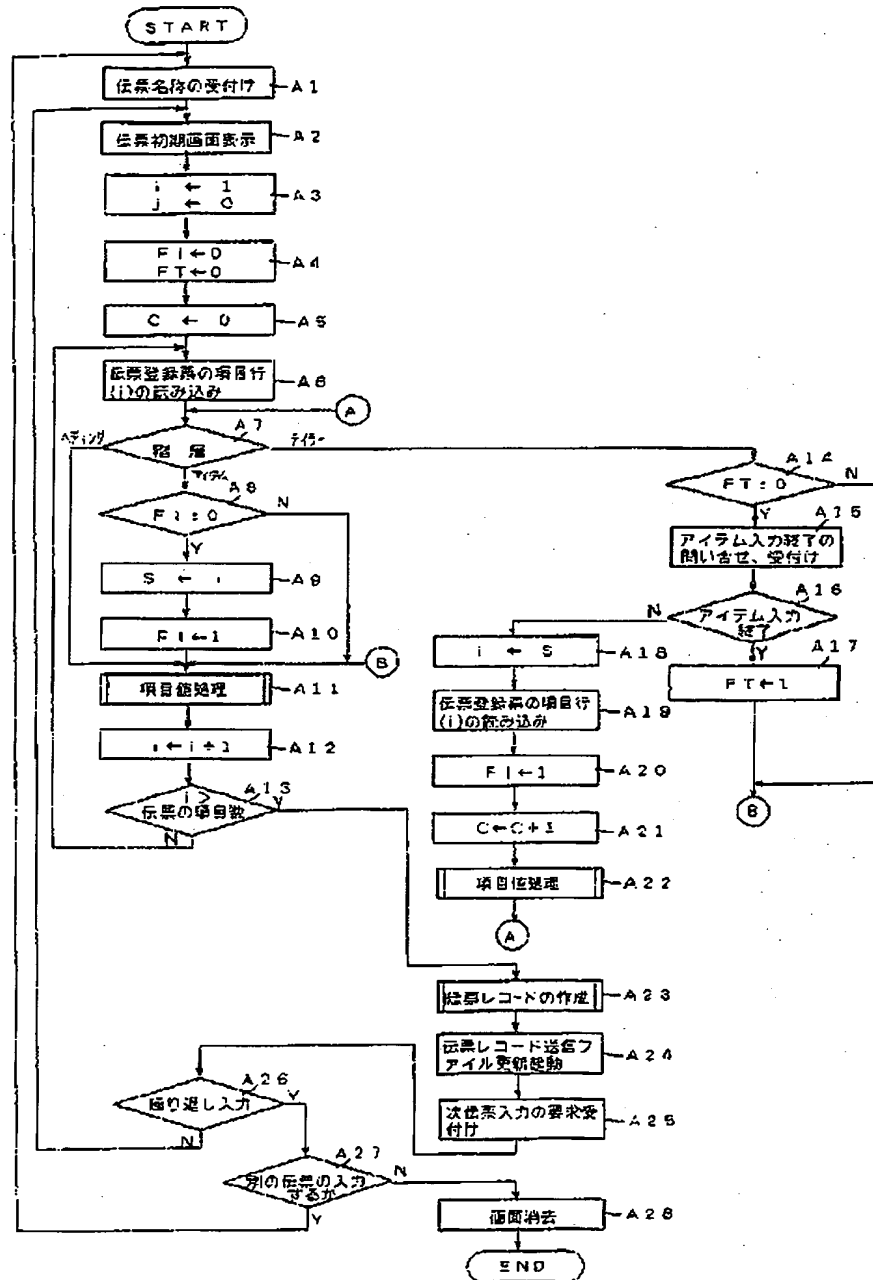 START
伝票名称の受付け
A1
伝票初期画面表示
A2
i ← 1
j ← 0
A3
FI←0
FT←0
A4
C ← 0
A5
伝票登録票の項目行
(i)の読み込み
A6
A
A7
ヘディング
階層
テイラー
アイテム
A8
FI=0
N
Y
S ← i
A9
FI←1
A10
B
項目値処理
A11
i←i+1
A12
A13
i>
伝票の項目数
Y
N
A14
FT=0
N
Y
A15
アイテム入力終了の
問い合せ、受付け
A16
アイテム入力
終了
N
Y
A17
FT←1
B
i ← S
A18
伝票登録票の項目行
(i)の読み込み
A19
FI←1
A20
C←C+1
A21
項目値処理
A22
A
伝票レコードの作成
A23
伝票レコード送信フ
ァイル更新起動
A24
次伝票入力の要求受
付け
A25
A26
繰り返し入力
Y
N
A27
別の伝票の入力
するか
N
Y
画面消去
A28
END